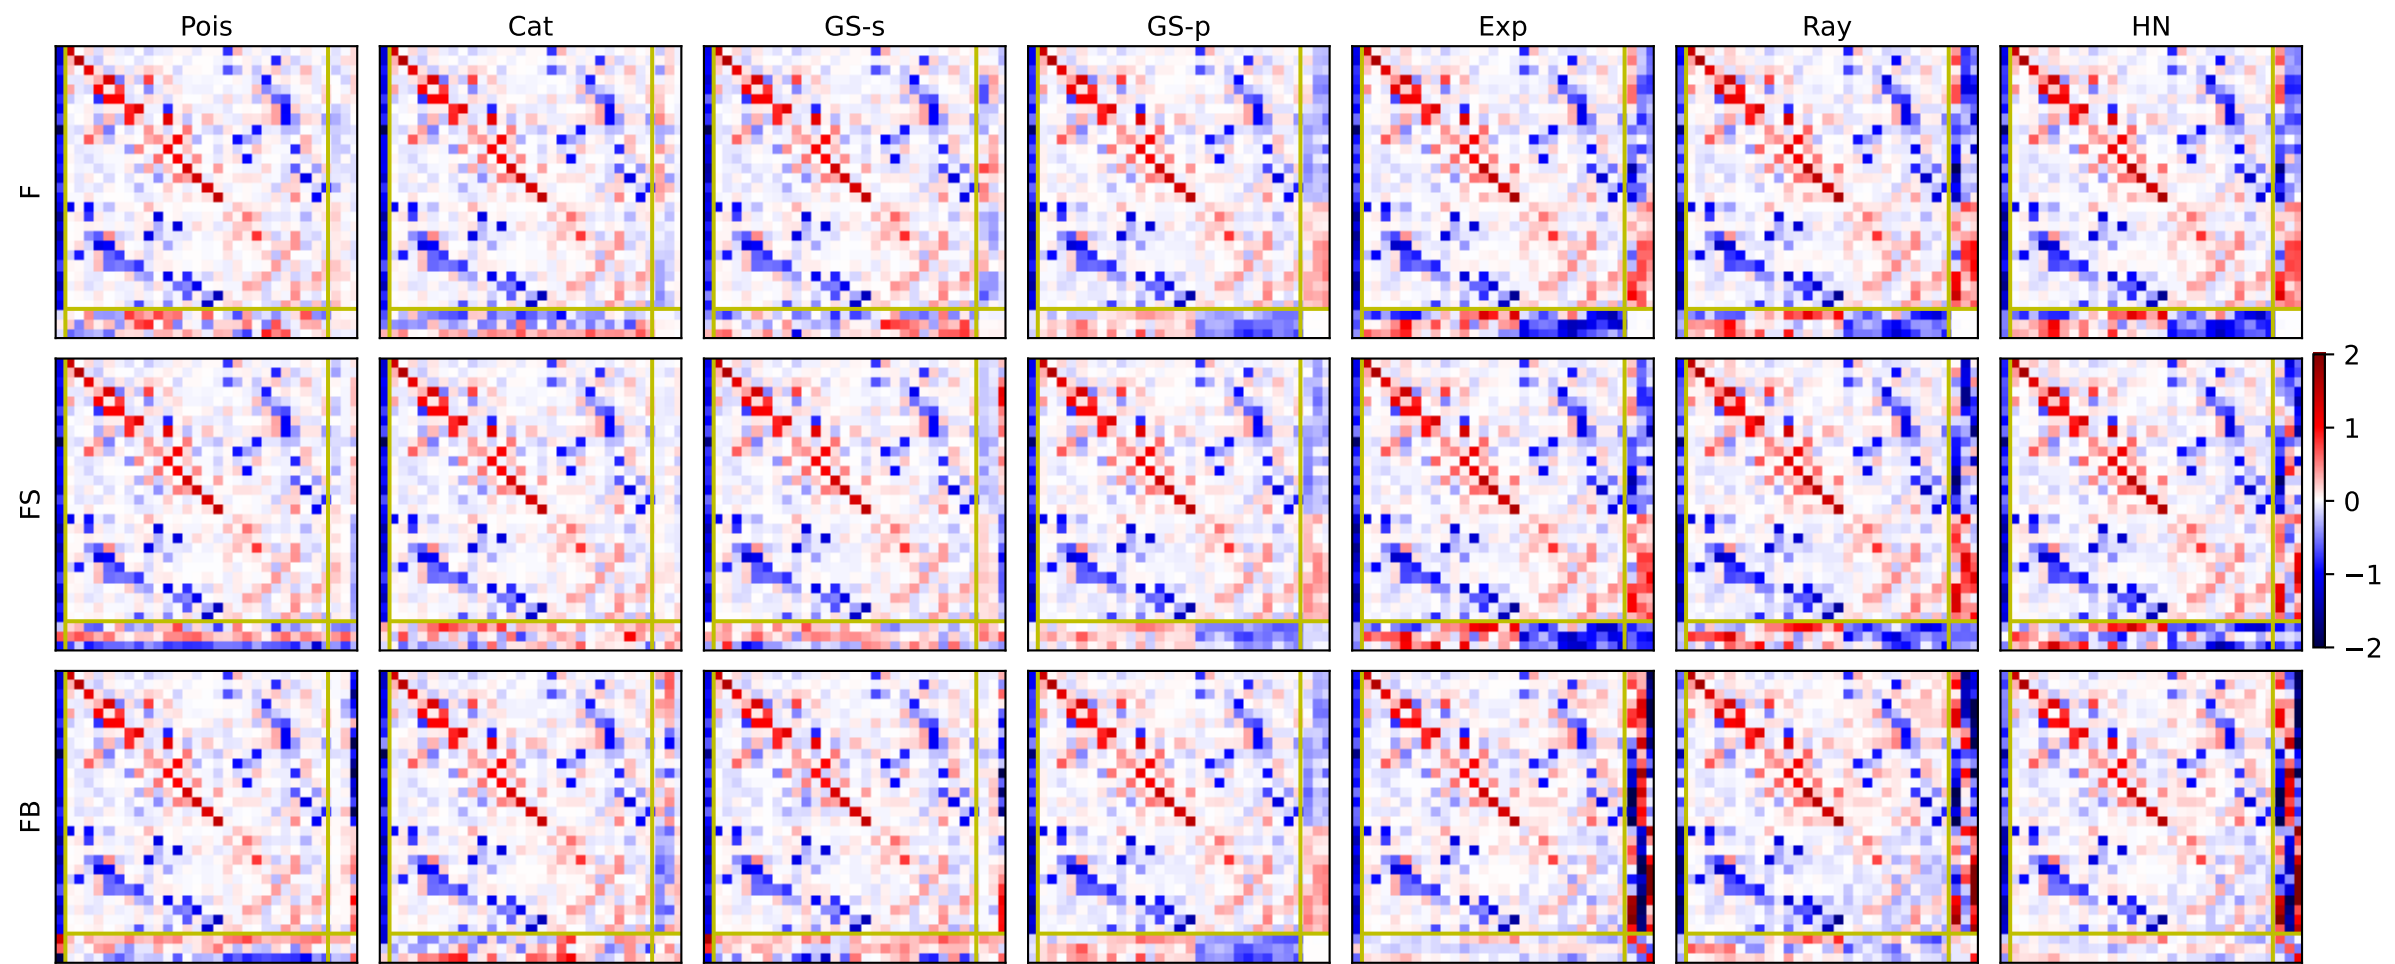 Pois Cat GS-s GS-p Exp Ray HN
F
FS
FB
2
1
0
−1
−2